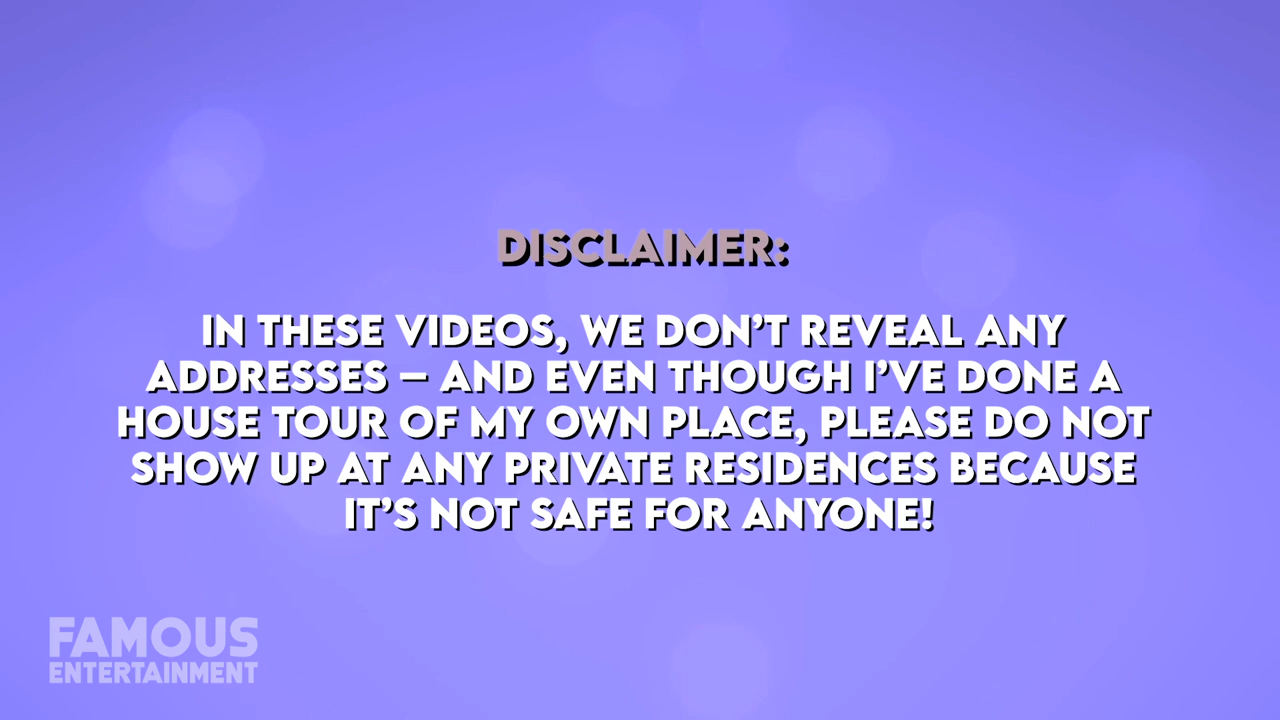 DISCLAIMER:
IN THESE VIDEOS, WE DON'T REVEAL ANY
ADDRESSES – AND EVEN THOUGH I'VE DONE A
HOUSE TOUR OF MY OWN PLACE, PLEASE DO NOT
SHOW UP AT ANY PRIVATE RESIDENCES BECAUSE
IT'S NOT SAFE FOR ANYONE!
FAMOUS
ENTERTAINMENT